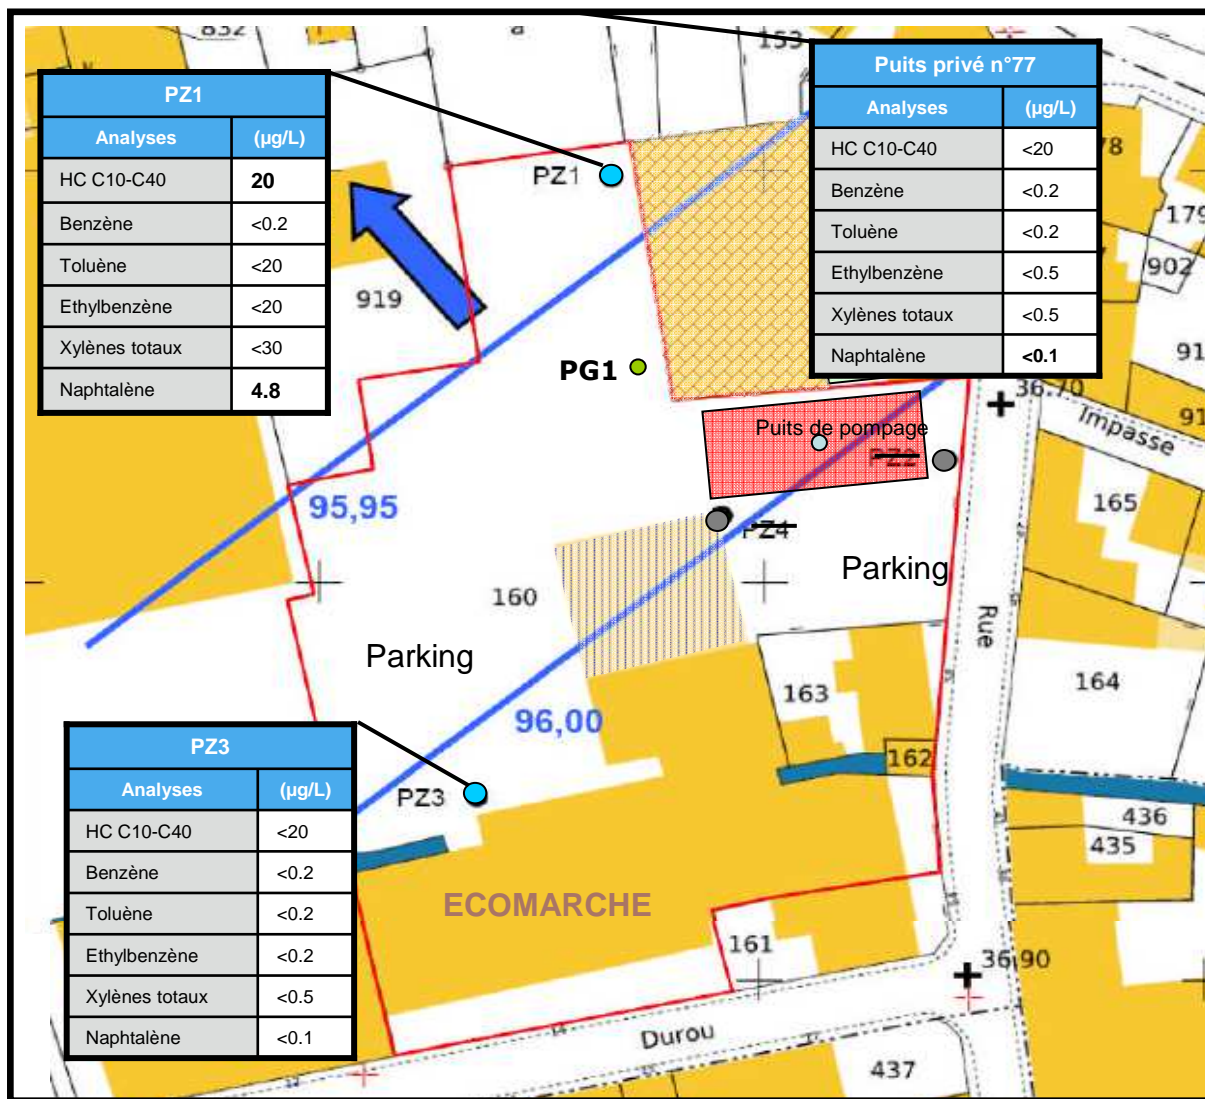 832
a
153
Puits privé n°77
Analyses (µg/L)
HC C10-C40 <20
Benzène <0.2
Toluène <0.2
Ethylbenzène <0.5
Xylènes totaux <0.5
Naphtalène <0.1
PZ1
Analyses (µg/L)
HC C10-C40 20
Benzène <0.2
Toluène <20
Ethylbenzène <20
Xylènes totaux <30
Naphtalène 4.8
PZ1
78
179
902
919
91
PG1
36.70
91
Impasse
Puits de pompage
PZ2
165
95,95
PZ4
Parking
160
Rue
Parking
164
163
96,00
162
PZ3
Analyses (µg/L)
HC C10-C40 <20
Benzène <0.2
Toluène <0.2
Ethylbenzène <0.2
Xylènes totaux <0.5
Naphtalène <0.1
PZ3
436
435
ECOMARCHE
161
36.90
Durou
437